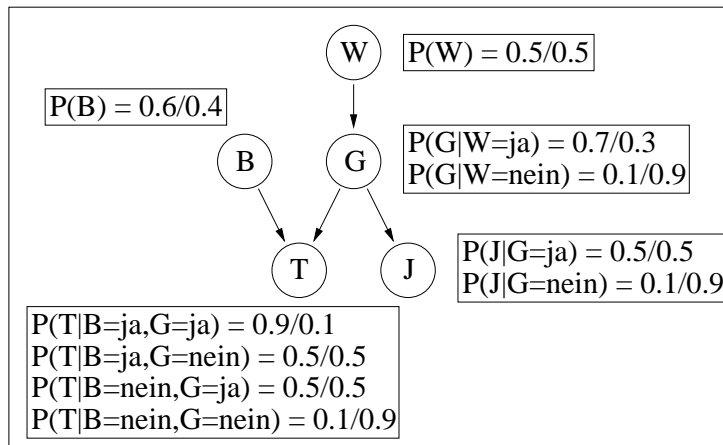 W
P(W) = 0.5/0.5
P(B) = 0.6/0.4
B
G
P(G|W=ja) = 0.7/0.3
P(G|W=nein) = 0.1/0.9
T
J
P(J|G=ja) = 0.5/0.5
P(J|G=nein) = 0.1/0.9
P(T|B=ja,G=ja) = 0.9/0.1
P(T|B=ja,G=nein) = 0.5/0.5
P(T|B=nein,G=ja) = 0.5/0.5
P(T|B=nein,G=nein) = 0.1/0.9